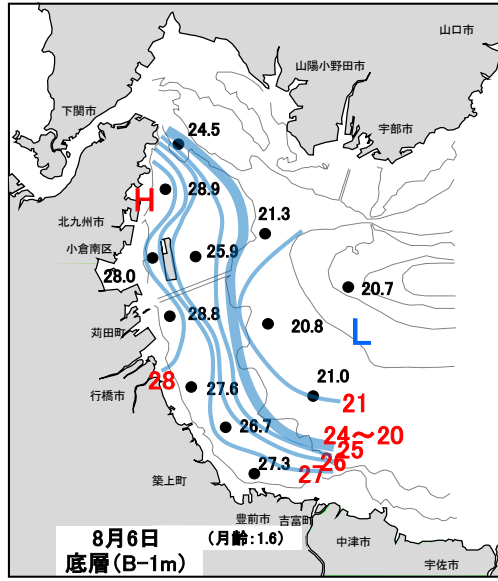 山口市
山陽小野田市
下関市
宇部市
24.5
H
28.9
北九州市
小倉南区
21.3
25.9
28.0
20.7
28.8
20.8
L
苅田町
28
27.6
21.0
21
行橋市
26.7
24～20
25
26
27.3
27
築上町
豊前市
吉富町
中津市
宇佐市
8月6日 (月齢:1.6)
底層(B-1m)